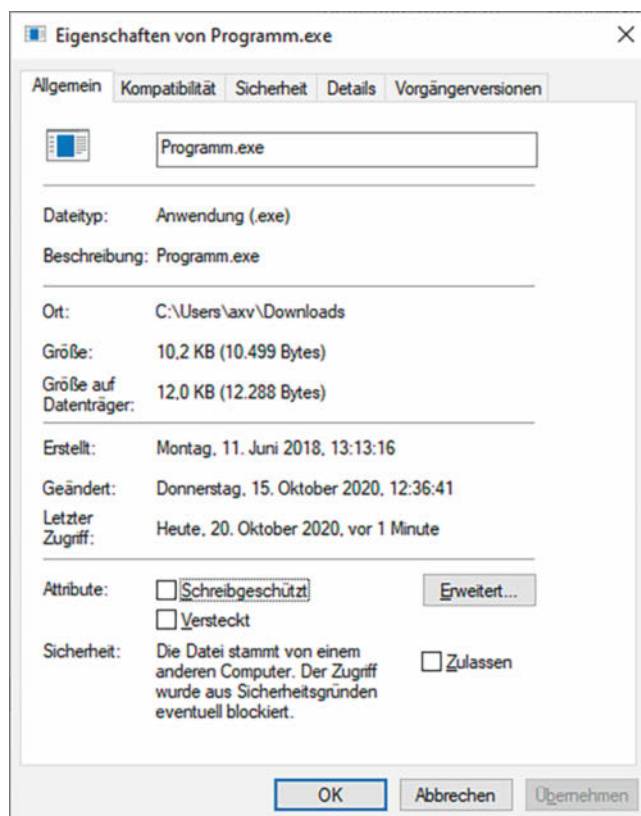 Eigenschaften von Programm.exe
Allgemein Kompatibilität Sicherheit Details Vorgängerversionen
Programm.exe
Dateityp: Anwendung (.exe)
Beschreibung: Programm.exe
Ort: C:\Users\axv\Downloads
Größe: 10,2 KB (10.499 Bytes)
Größe auf
Datenträger: 12,0 KB (12.288 Bytes)
Erstellt: Montag, 11. Juni 2018, 13:13:16
Geändert: Donnerstag, 15. Oktober 2020, 12:36:41
Letzter
Zugriff: Heute, 20. Oktober 2020, vor 1 Minute
Attribute: Schreibgeschützt Erweitert...
Versteckt
Sicherheit: Die Datei stammt von einem
anderen Computer. Der Zugriff
wurde aus Sicherheitsgründen
eventuell blockiert.
Zulassen
OK Abbrechen Übernehmen